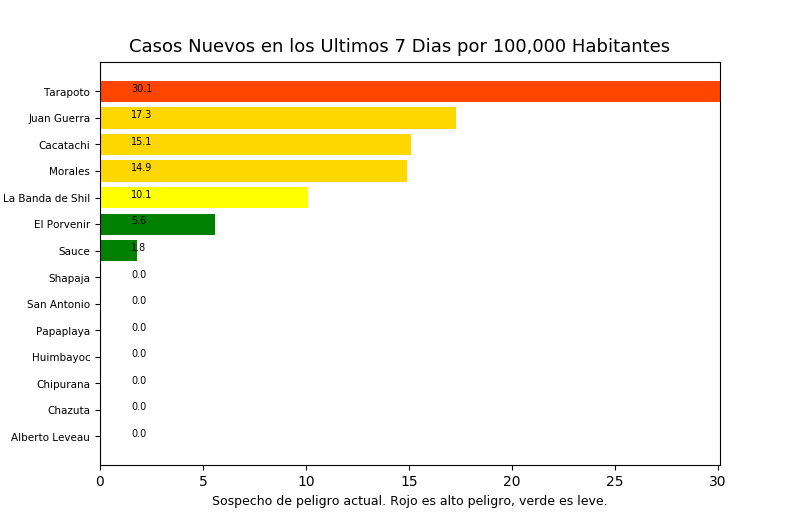 Casos Nuevos en los Ultimos 7 Dias por 100,000 Habitantes
Tarapoto 30.1
Juan Guerra 17.3
Cacatachi 15.1
Morales 14.9
La Banda de Shil 10.1
El Porvenir 5.6
Sauce 1.8
Shapaja 0.0
San Antonio 0.0
Papaplaya 0.0
Huimbayoc 0.0
Chipurana 0.0
Chazuta 0.0
Alberto Leveau 0.0
0 5 10 15 20 25 30
Sospecho de peligro actual. Rojo es alto peligro, verde es leve.